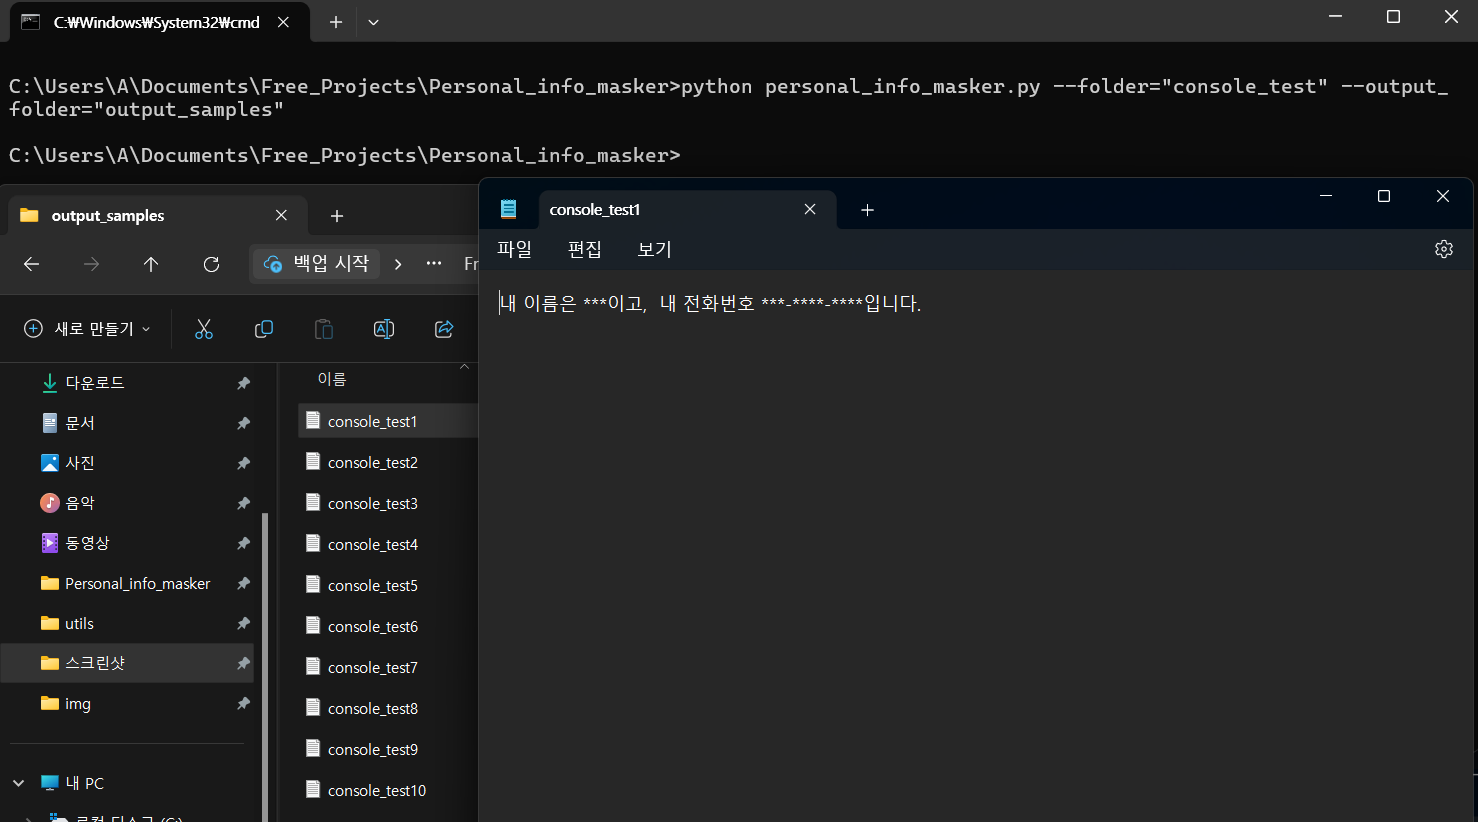 C:₩Windows₩System32₩cmd
C:\Users\A\Documents\Free_Projects\Personal_info_masker>python personal_info_masker.py --folder="console_test" --output_
folder="output_samples"
C:\Users\A\Documents\Free_Projects\Personal_info_masker>
output_samples
백업 시작
새로 만들기
다운로드
문서
사진
음악
동영상
Personal_info_masker
utils
스크린샷
img
내 PC
이름
console_test1
console_test2
console_test3
console_test4
console_test5
console_test6
console_test7
console_test8
console_test9
console_test10
console_test1
파일 편집 보기
내 이름은 ***이고, 내 전화번호 ***-****-****입니다.